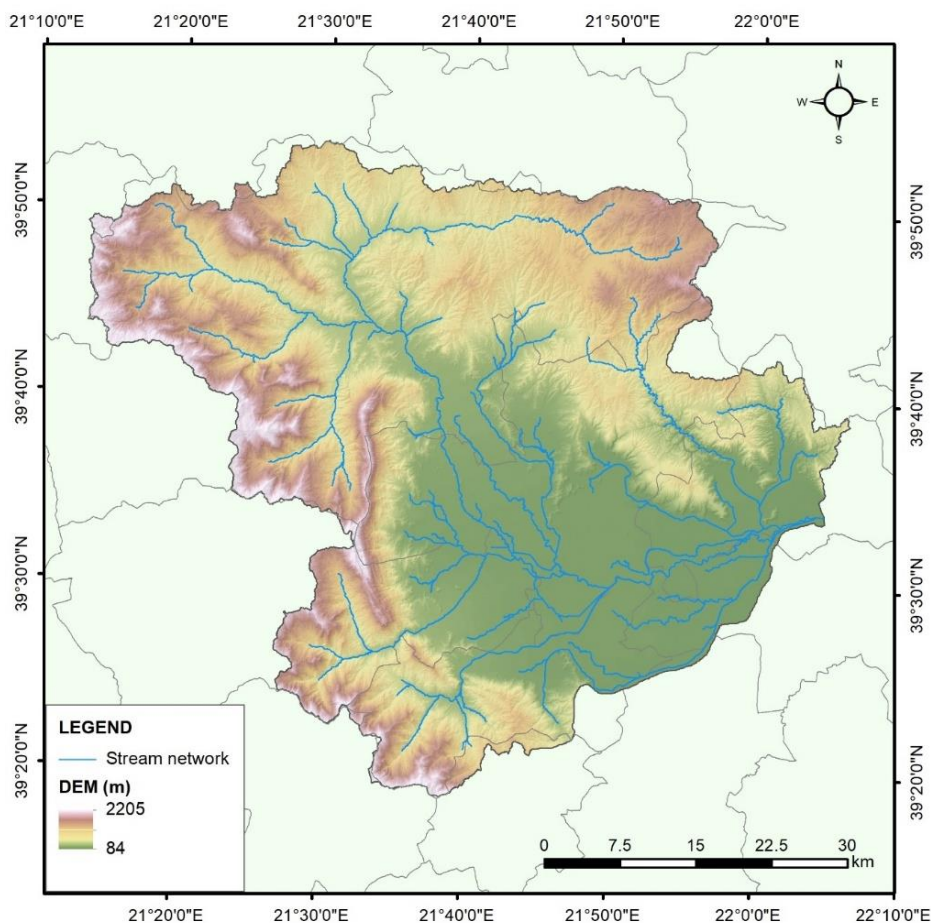 21°10'0"E 21°20'0"E 21°30'0"E 21°40'0"E 21°50'0"E 22°0'0"E
N
W E
S
39°50'0"N 39°50'0"N
39°40'0"N 39°40'0"N
39°30'0"N 39°30'0"N
LEGEND
Stream network
DEM (m)
2205
84
39°20'0"N 39°20'0"N
0 7.5 15 22.5 30
km
21°20'0"E 21°30'0"E 21°40'0"E 21°50'0"E 22°0'0"E 22°10'0"E